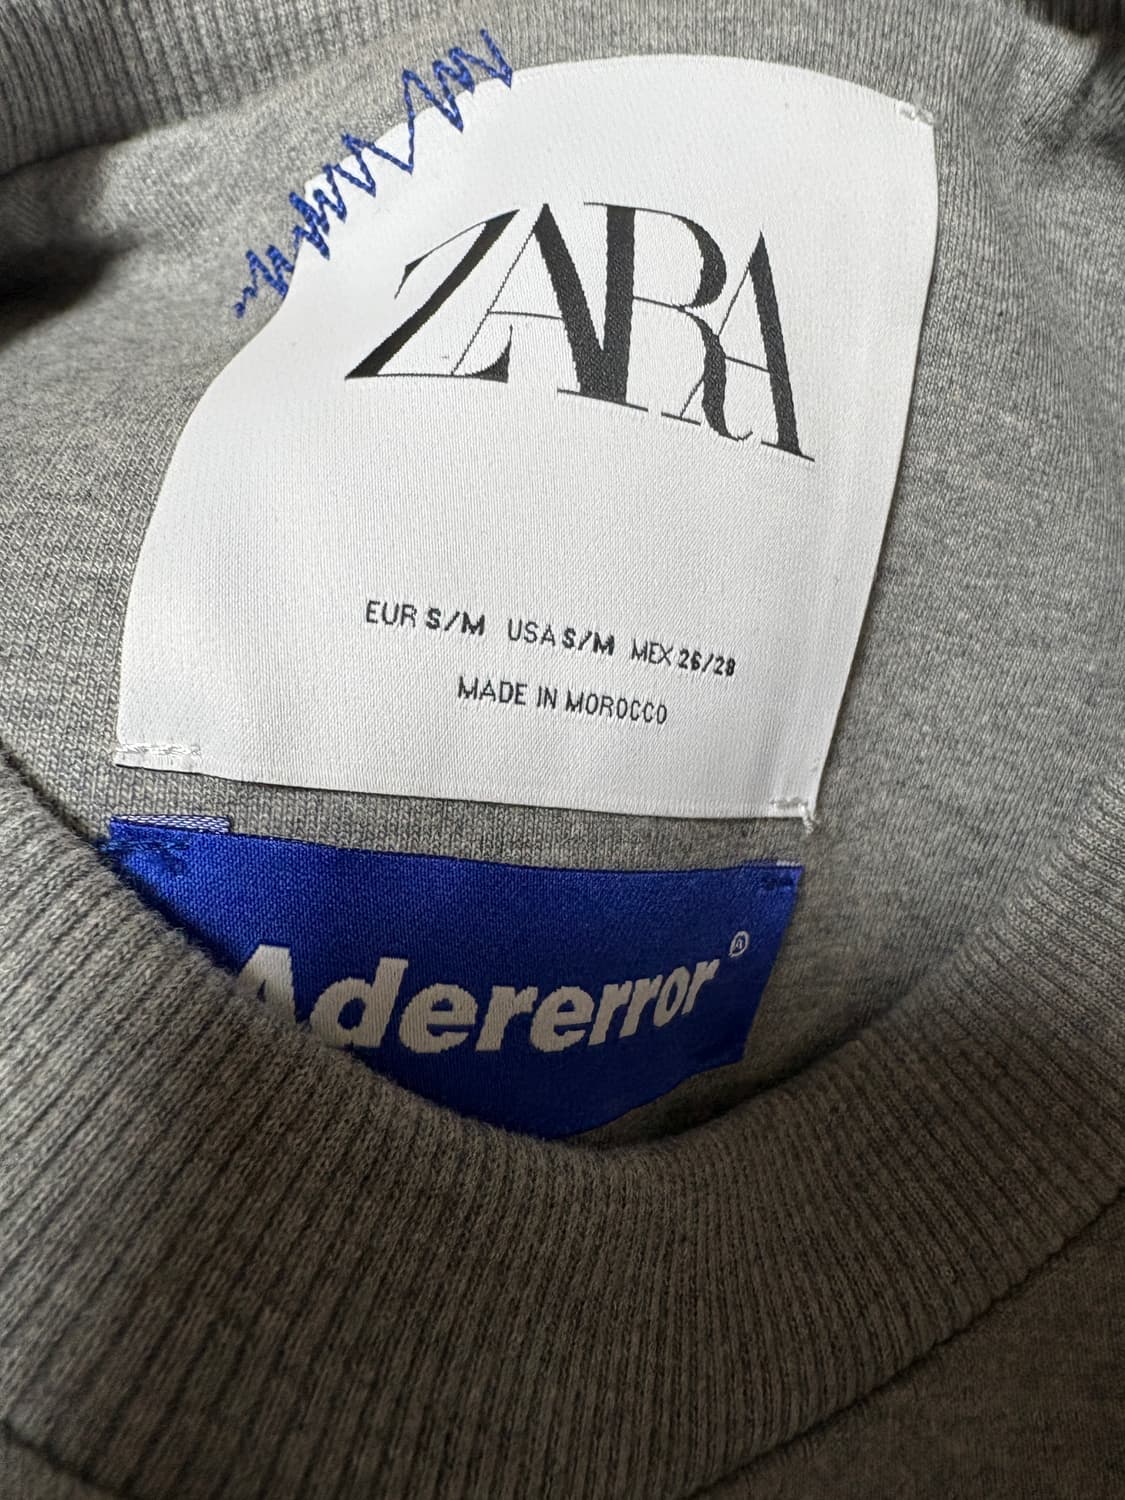 ZARA
EUR S/M USA S/M MEX 26/28
MADE IN MOROCCO
Adererror®